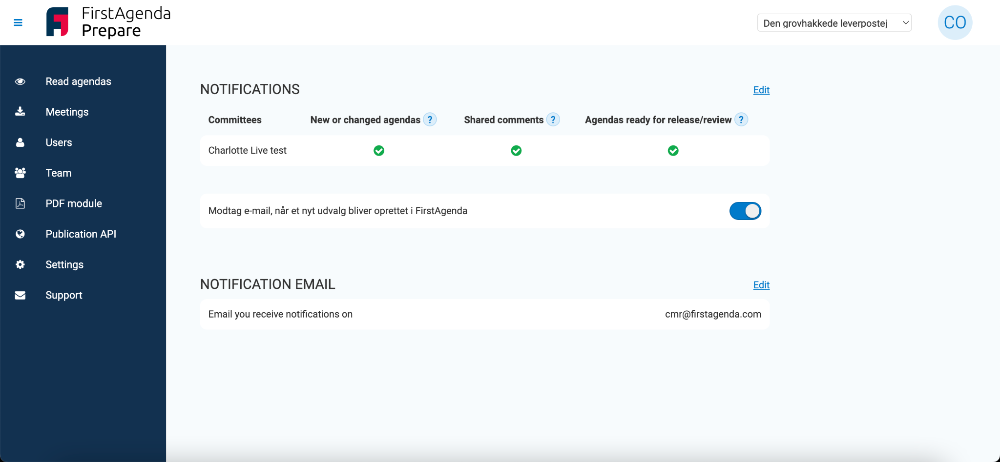 FirstAgenda
Prepare
Den grovhakkede leverpostej
CO
Read agendas
Meetings
Users
Team
PDF module
Publication API
Settings
Support
NOTIFICATIONS
Edit
Committees New or changed agendas ? Shared comments ? Agendas ready for release/review ?
Charlotte Live test
Modtag e-mail, når et nyt udvalg bliver oprettet i FirstAgenda
NOTIFICATION EMAIL
Edit
Email you receive notifications on cmr@firstagenda.com